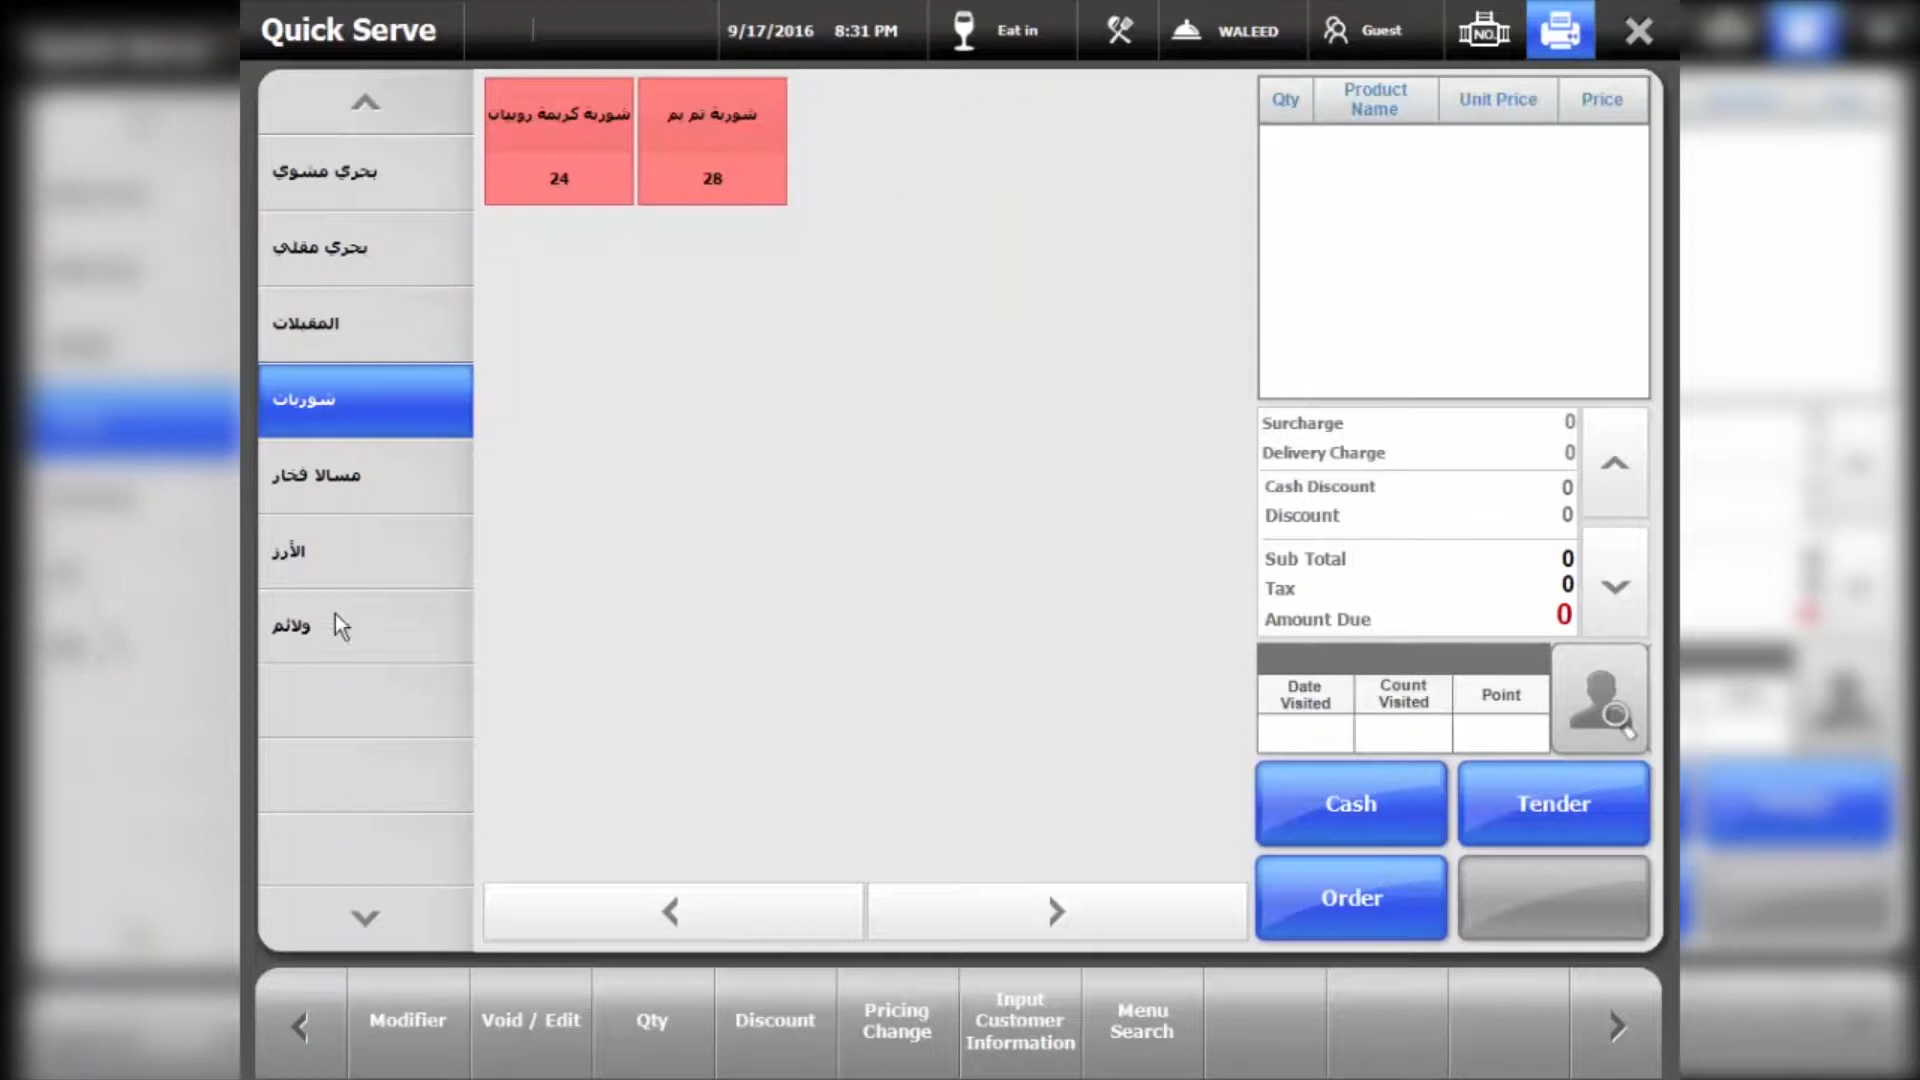 Quick Serve
9/17/2016 8:31 PM
Eat in
WALEED
Guest
NO.
بحري مشوي
بحري مقلي
المقبلات
شوربات
مسالا فخار
الأرز
ولائم
شوربة كريمة روبيان
24
شوربة تم يم
28
Qty
Product
Name
Unit Price
Price
Surcharge 0
Delivery Charge 0
Cash Discount 0
Discount 0
Sub Total 0
Tax 0
Amount Due 0
Date
Visited
Count
Visited
Point
Cash
Tender
Order
Modifier
Void / Edit
Qty
Discount
Pricing
Change
Input
Customer
Information
Menu
Search